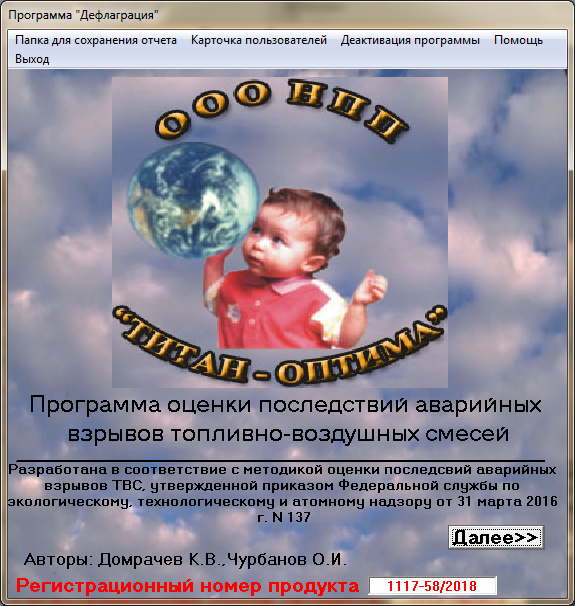 Программа "Дефлаграция"
Папка для сохранения отчета Карточка пользователей Деактивация программы Помощь
Выход
ООО НПП
“ТИТАН - ОПТИМА”
Программа оценки последствий аварийных
взрывов топливно-воздушных смесей
Разработана в соответствие с методикой оценки последсвий аварийных
взрывов ТВС, утвержденной приказом Федеральной службы по
экологическому, технологическому и атомному надзору от 31 марта 2016
г. N 137
Далее>>
Авторы: Домрачев К.В.,Чурбанов О.И.
Регистрационный номер продукта 1117-58/2018